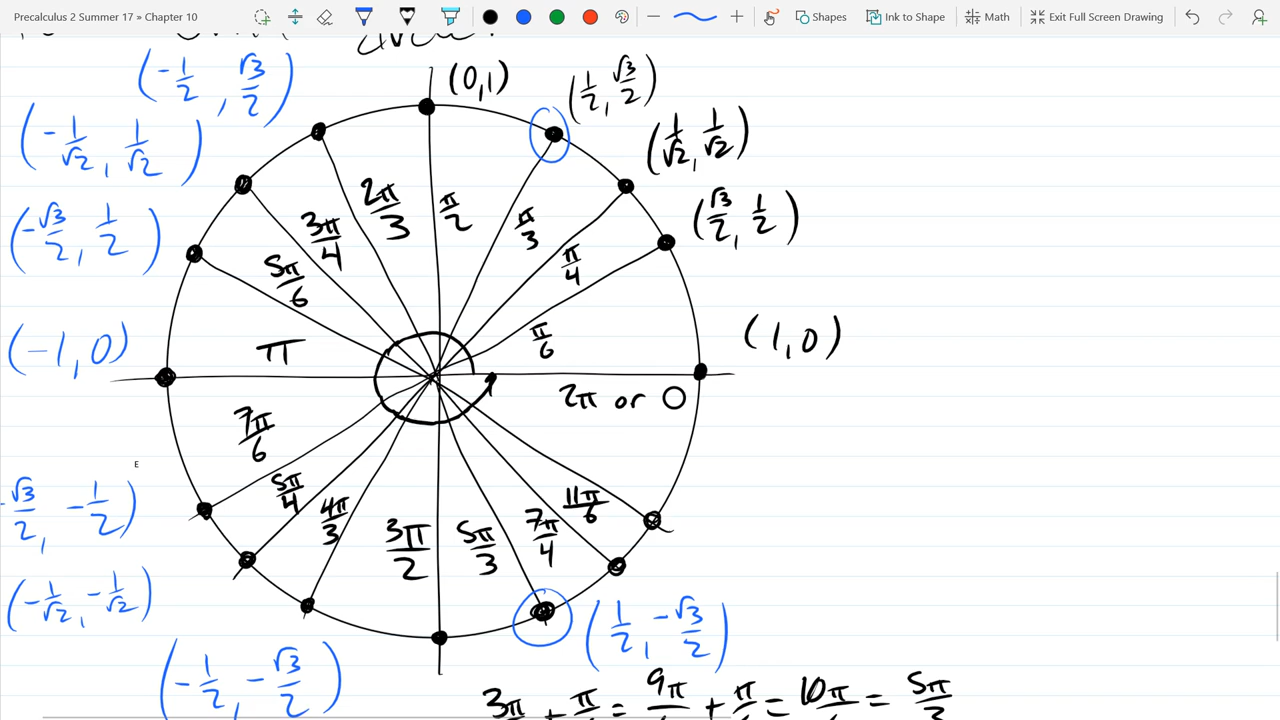 Precalculus 2 Summer 17 » Chapter 10
Shapes
Ink to Shape
Math
Exit Full Screen Drawing
(-1/2, √3/2)
(0,1)
(1/2, √3/2)
(-1/√2, 1/√2)
(1/√2, 1/√2)
(-√3/2, 1/2)
(√3/2, 1/2)
2π/3
π/2
π/3
3π/4
π/4
5π/6
π/6
(-1,0)
π
(1,0)
2π or 0
7π/6
5π/4
4π/3
3π/2
5π/3
7π/4
11π/6
E
√3/2, -1/2)
(-1/√2, -1/√2)
(1/2, -√3/2)
(-1/2, -√3/2)
3π + π = 9π + π = 10π = 5π